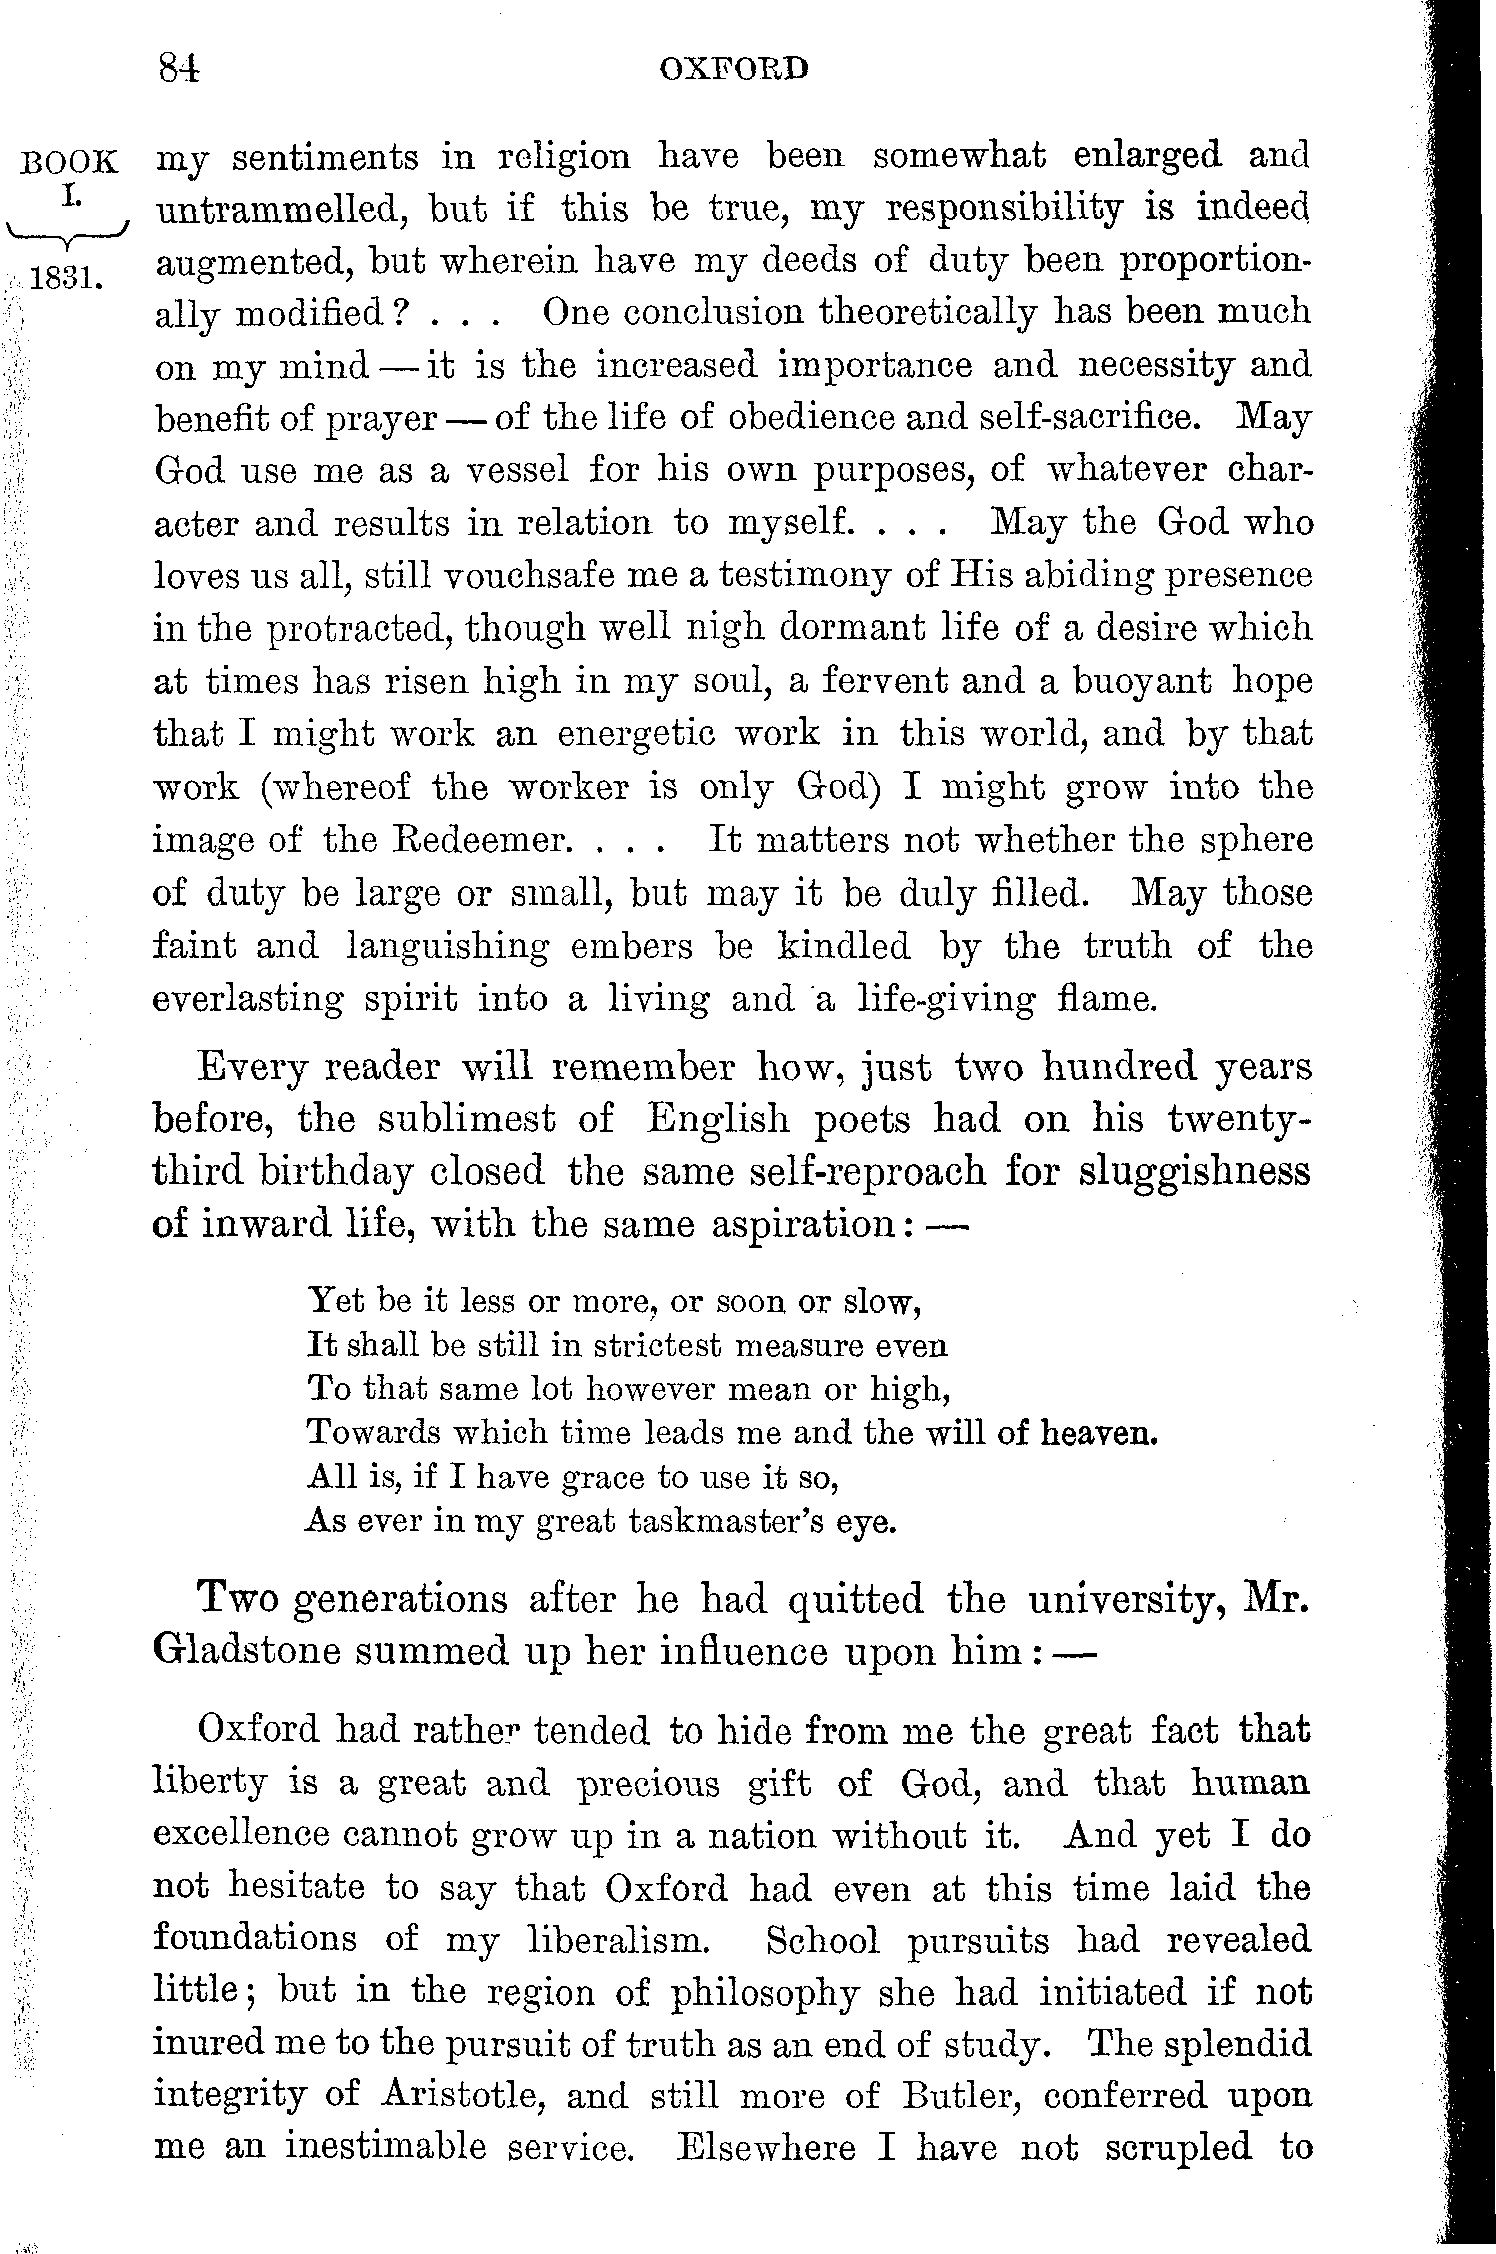 84 OXFORD
BOOK
I.
1831.
my sentiments in religion have been somewhat enlarged and
untrammelled, but if this be true, my responsibility is indeed
augmented, but wherein have my deeds of duty been proportion-
ally modified? . . . One conclusion theoretically has been much
on my mind — it is the increased importance and necessity and
benefit of prayer — of the life of obedience and self-sacrifice. May
God use me as a vessel for his own purposes, of whatever char-
acter and results in relation to myself. . . . May the God who
loves us all, still vouchsafe me a testimony of His abiding presence
in the protracted, though well nigh dormant life of a desire which
at times has risen high in my soul, a fervent and a buoyant hope
that I might work an energetic work in this world, and by that
work (whereof the worker is only God) I might grow into the
image of the Redeemer. . . . It matters not whether the sphere
of duty be large or small, but may it be duly filled. May those
faint and languishing embers be kindled by the truth of the
everlasting spirit into a living and a life-giving flame.
Every reader will remember how, just two hundred years
before, the sublimest of English poets had on his twenty-
third birthday closed the same self-reproach for sluggishness
of inward life, with the same aspiration: —
Yet be it less or more, or soon or slow,
It shall be still in strictest measure even
To that same lot however mean or high,
Towards which time leads me and the will of heaven.
All is, if I have grace to use it so,
As ever in my great taskmaster's eye.
Two generations after he had quitted the university, Mr.
Gladstone summed up her influence upon him: —
Oxford had rather tended to hide from me the great fact that
liberty is a great and precious gift of God, and that human
excellence cannot grow up in a nation without it. And yet I do
not hesitate to say that Oxford had even at this time laid the
foundations of my liberalism. School pursuits had revealed
little; but in the region of philosophy she had initiated if not
inured me to the pursuit of truth as an end of study. The splendid
integrity of Aristotle, and still more of Butler, conferred upon
me an inestimable service. Elsewhere I have not scrupled to